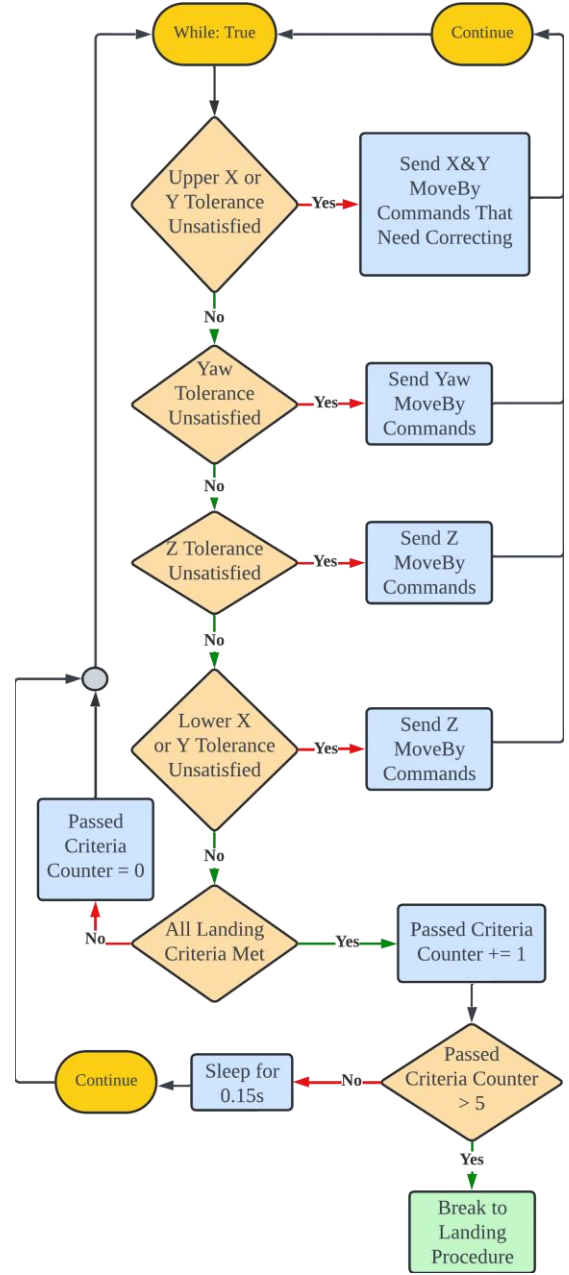 While: True
Continue
Upper X or
Y Tolerance
Unsatisfied
Yes
Send X&Y
MoveBy
Commands That
Need Correcting
No
Yaw
Tolerance
Unsatisfied
Yes
Send Yaw
MoveBy
Commands
No
Z Tolerance
Unsatisfied
Yes
Send Z
MoveBy
Commands
No
Lower X
or Y Tolerance
Unsatisfied
Yes
Send Z
MoveBy
Commands
Passed
Criteria
Counter = 0
No
All Landing
Criteria Met
No
Yes
Passed Criteria
Counter += 1
Passed
Criteria Counter
> 5
No
Sleep for
0.15s
Continue
Yes
Break to
Landing
Procedure